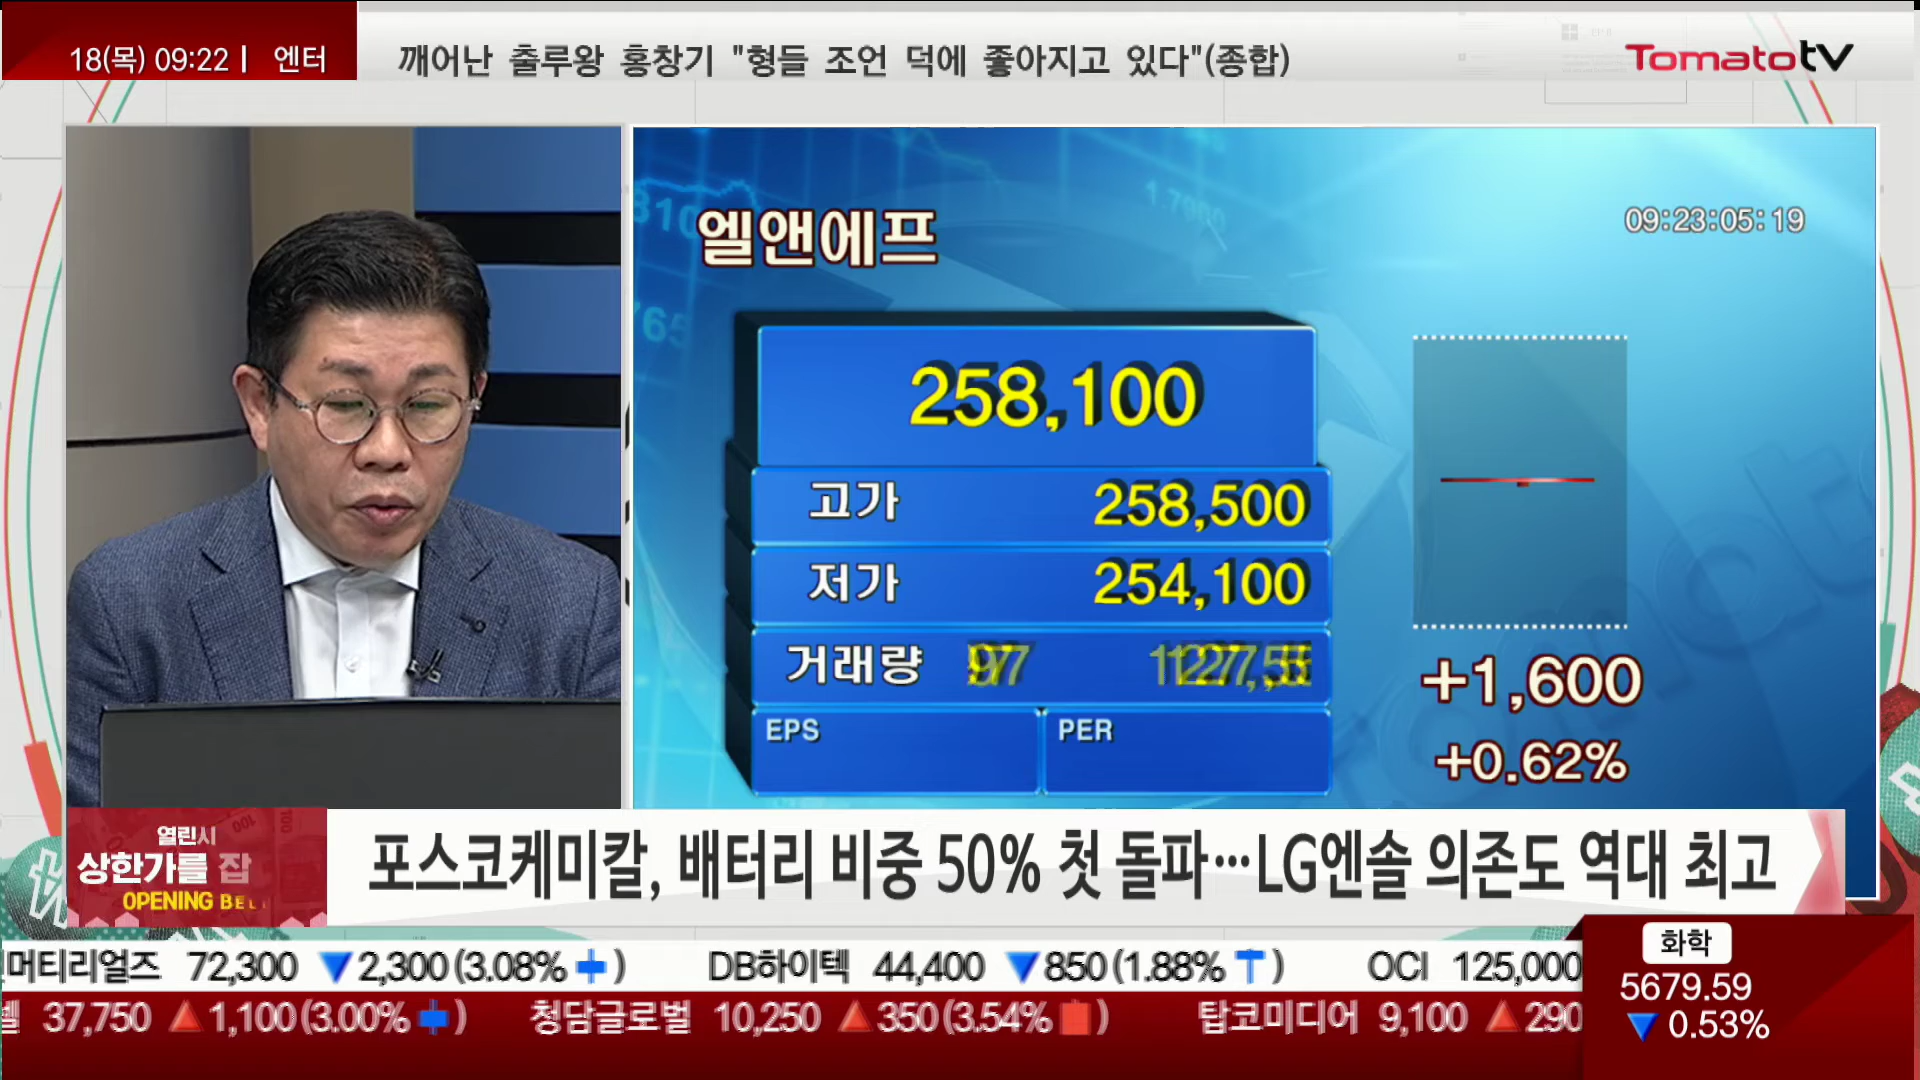 18(목) 09:22 | 엔터
깨어난 출루왕 홍창기 "형들 조언 덕에 좋아지고 있다"(종합)
Tomato tV
엘앤에프
09:23:05:19
258,100
고가 258,500
저가 254,100
거래량
EPS
PER
+1,600
+0.62%
열린시
상한가를 잡
OPENING BEL
포스코케미칼, 배터리 비중 50% 첫 돌파…LG엔솔 의존도 역대 최고
머티리얼즈 72,300 ▼2,300(3.08% ) DB하이텍 44,400 ▼850(1.88% ) OCI 125,000
37,750 ▲1,100(3.00% ) 청담글로벌 10,250 ▲350(3.54% ) 탑코미디어 9,100 ▲290
화학
5679.59
▼ 0.53%